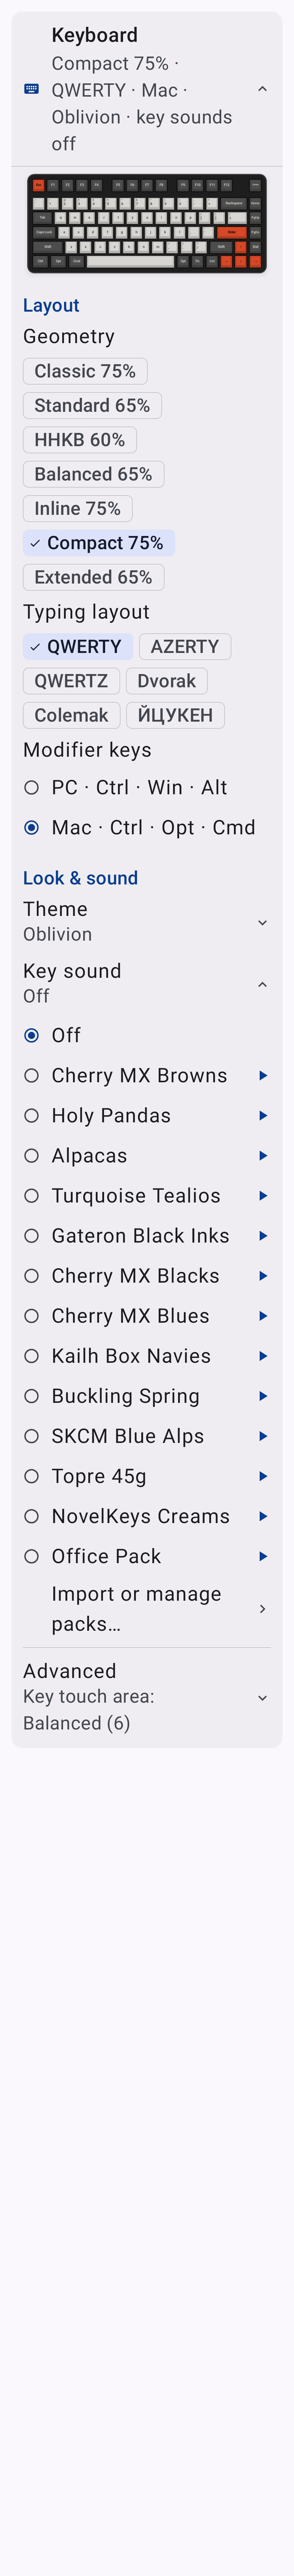 Keyboard
Compact 75% ·
QWERTY · Mac ·
Oblivion · key sounds
off
Layout
Geometry
Classic 75%
Standard 65%
HHKB 60%
Balanced 65%
Inline 75%
Compact 75%
Extended 65%
Typing layout
QWERTY
AZERTY
QWERTZ
Dvorak
Colemak
ЙЦУКЕН
Modifier keys
PC · Ctrl · Win · Alt
Mac · Ctrl · Opt · Cmd
Look & sound
Theme
Oblivion
Key sound
Off
Off
Cherry MX Browns
Holy Pandas
Alpacas
Turquoise Tealios
Gateron Black Inks
Cherry MX Blacks
Cherry MX Blues
Kailh Box Navies
Buckling Spring
SKCM Blue Alps
Topre 45g
NovelKeys Creams
Office Pack
Import or manage
packs…
Advanced
Key touch area:
Balanced (6)